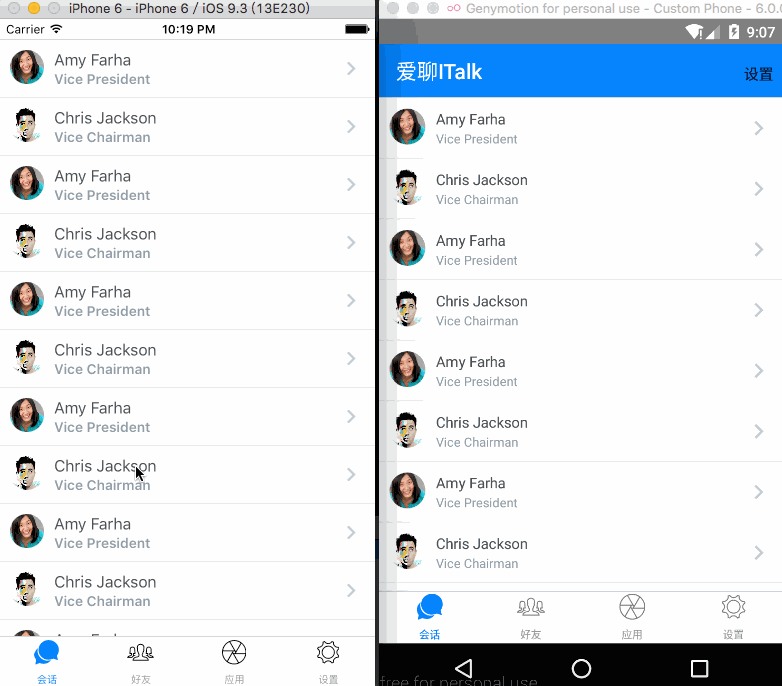 iPhone 6 - iPhone 6 / iOS 9.3 (13E230)
Carrier 10:19 PM
Amy Farha
Vice President
Chris Jackson
Vice Chairman
Amy Farha
Vice President
Chris Jackson
Vice Chairman
Amy Farha
Vice President
Chris Jackson
Vice Chairman
Amy Farha
Vice President
Chris Jackson
Vice Chairman
Amy Farha
Vice President
Chris Jackson
Vice Chairman
会话 好友 应用 设置
Genymotion for personal use - Custom Phone - 6.0.
9:07
爱聊ITalk 设置
Amy Farha
Vice President
Chris Jackson
Vice Chairman
Amy Farha
Vice President
Chris Jackson
Vice Chairman
Amy Farha
Vice President
Chris Jackson
Vice Chairman
Amy Farha
Vice President
Chris Jackson
Vice Chairman
会话 好友 应用 设置
free for personal use